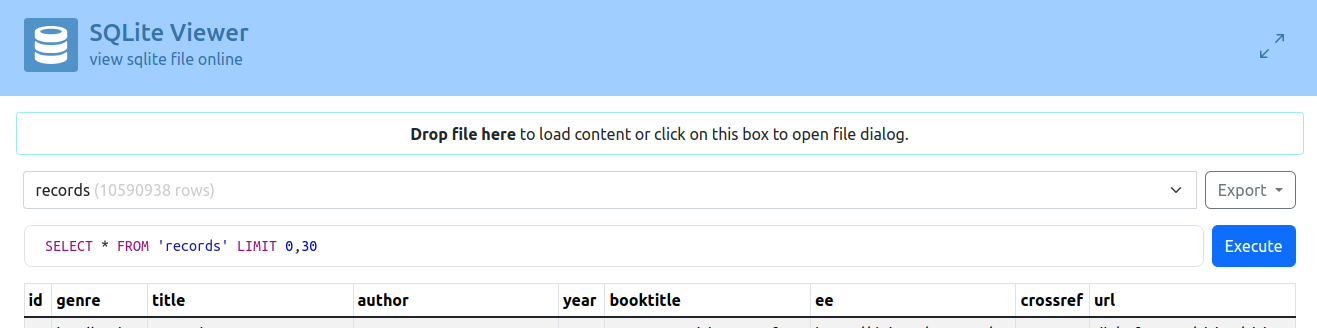 SQLite Viewer
view sqlite file online
Drop file here to load content or click on this box to open file dialog.
records (10590938 rows)
Export
SELECT * FROM 'records' LIMIT 0,30
Execute
id genre title author year booktitle ee crossref url